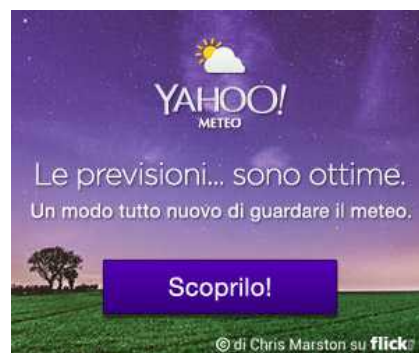 YAHOO!
METEO
Le previsioni... sono ottime.
Un modo tutto nuovo di guardare il meteo.
Scoprilo!
© di Chris Marston su flickr